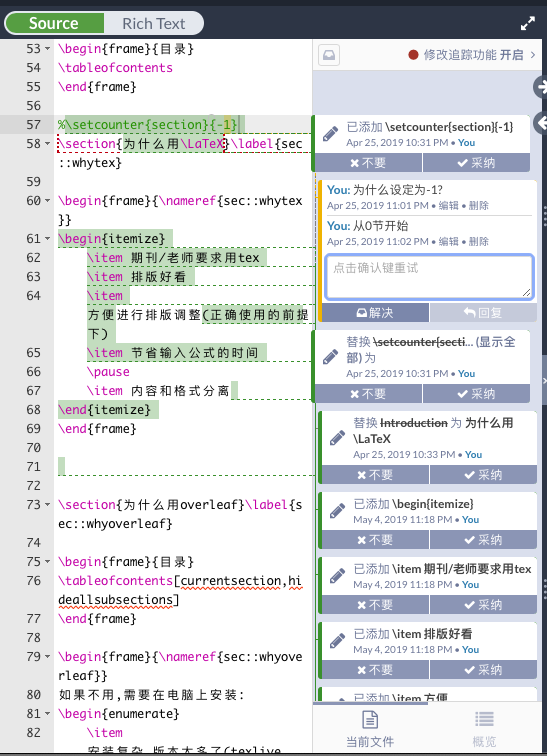 Source Rich Text
53 \begin{frame}{目录}
54 \tableofcontents
55 \end{frame}
56
57 %\setcounter{section}{-1}
58 \section{为什么用\LaTeX}\label{sec
::whytex}
59
60 \begin{frame}{\nameref{sec::whytex
}}
61 \begin{itemize}
62 \item 期刊/老师要求用tex
63 \item 排版好看
64 \item
方便进行排版调整(正确使用的前提
下)
65 \item 节省输入公式的时间
66 \pause
67 \item 内容和格式分离
68 \end{itemize}
69 \end{frame}
70
71
72
73 \section{为什么用overleaf}\label{s
ec::whyoverleaf}
74
75 \begin{frame}{目录}
76 \tableofcontents[currentsection,hi
deallsubsections]
77 \end{frame}
78
79 \begin{frame}{\nameref{sec::whyove
rleaf}}
80 如果不用,需要在电脑上安装:
81 \begin{enumerate}
82 \item
安装复杂,版本太多了(texlive
修改追踪功能 开启
已添加 \setcounter{section}{-1}
Apr 25, 2019 10:31 PM • You
不要 采纳
You: 为什么设定为-1?
Apr 25, 2019 11:01 PM • 编辑 • 删除
You: 从0节开始
Apr 25, 2019 11:02 PM • 编辑 • 删除
点击确认键重试
解决 回复
替换 \setcounter{secti... (显示全
部) 为
Apr 25, 2019 10:31 PM • You
不要 采纳
替换 Introduction 为 为什么用
\LaTeX
Apr 25, 2019 10:33 PM • You
不要 采纳
已添加 \begin{itemize}
May 4, 2019 11:18 PM • You
不要 采纳
已添加 \item 期刊/老师要求用tex
May 4, 2019 11:18 PM • You
不要 采纳
已添加 \item 排版好看
May 4, 2019 11:18 PM • You
不要 采纳
已添加 \item 方便
当前文件 概览